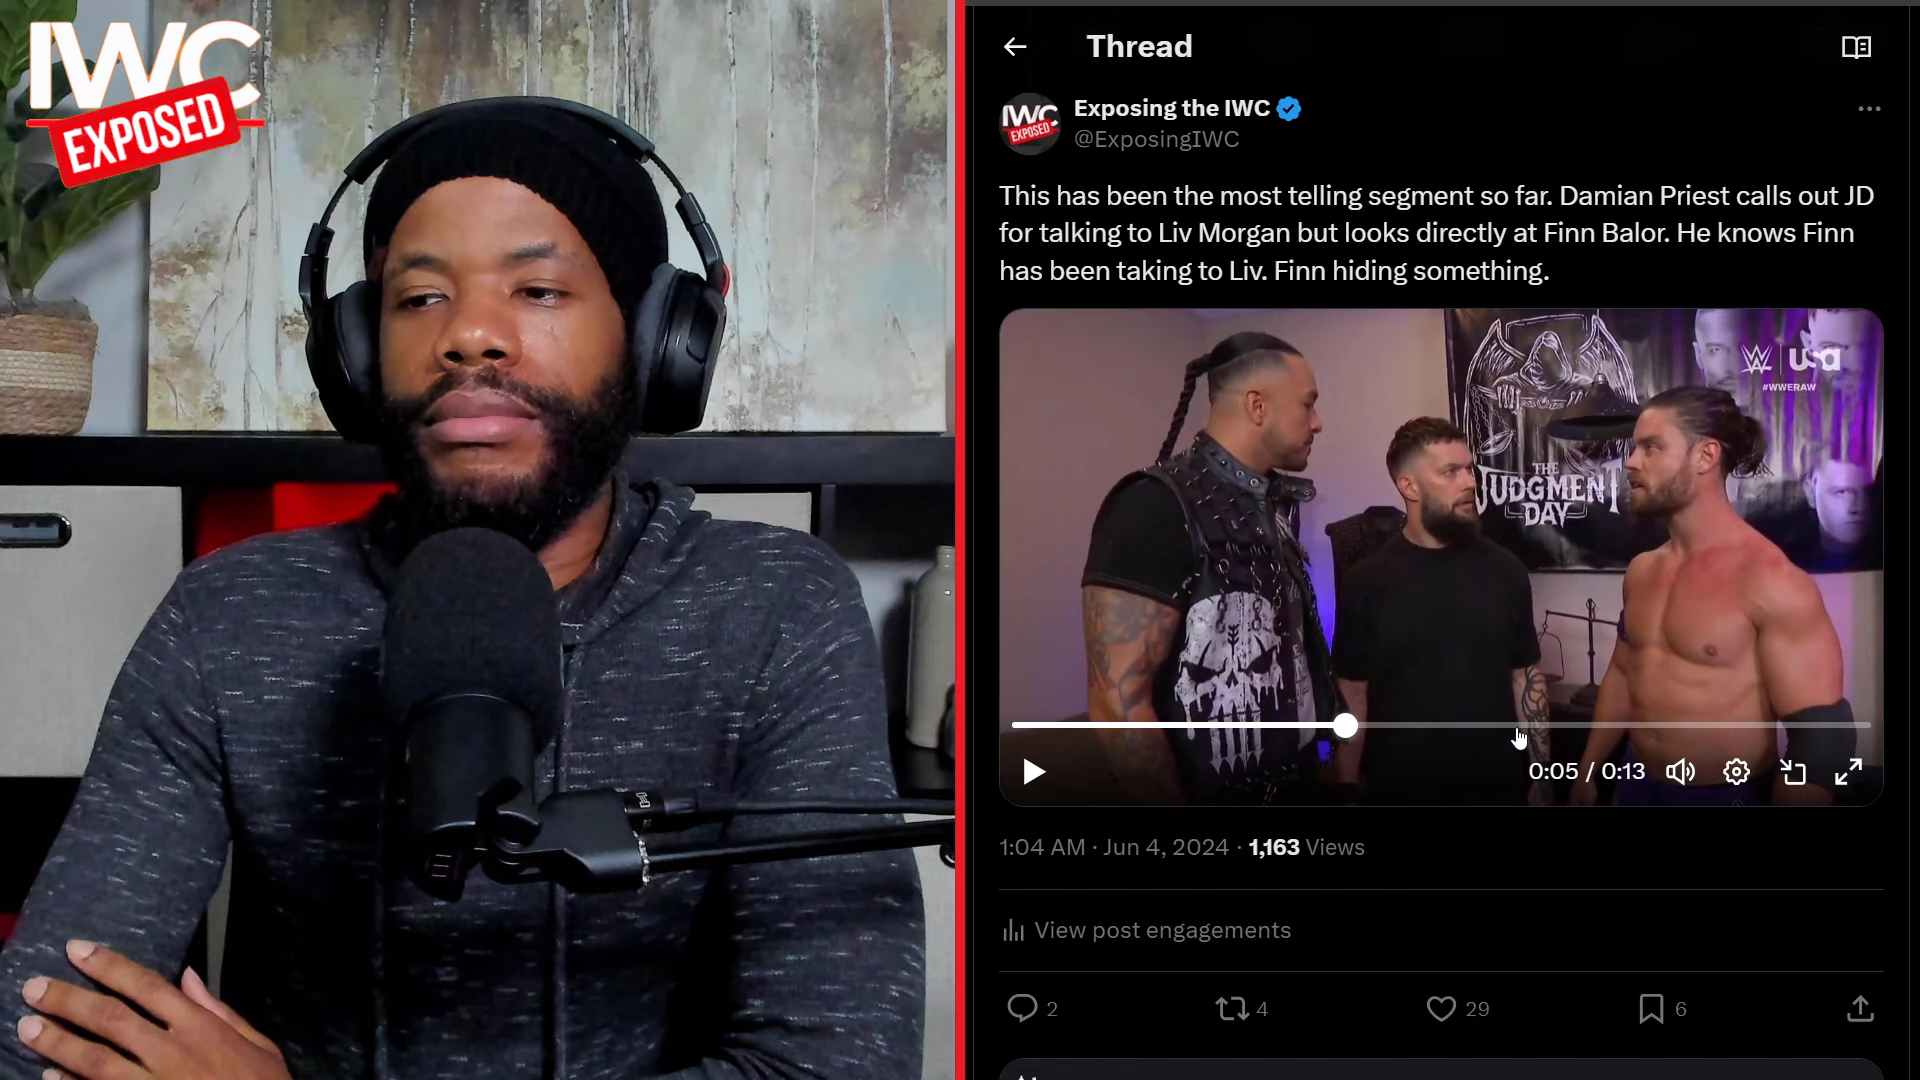 IWC
EXPOSED
Thread
IWC
EXPOSED
Exposing the IWC
@ExposingIWC
This has been the most telling segment so far. Damian Priest calls out JD
for talking to Liv Morgan but looks directly at Finn Balor. He knows Finn
has been taking to Liv. Finn hiding something.
W USA
#WWERAW
THE
JUDGMENT
DAY
0:05 / 0:13
1:04 AM · Jun 4, 2024 · 1,163 Views
View post engagements
2 4 29 6